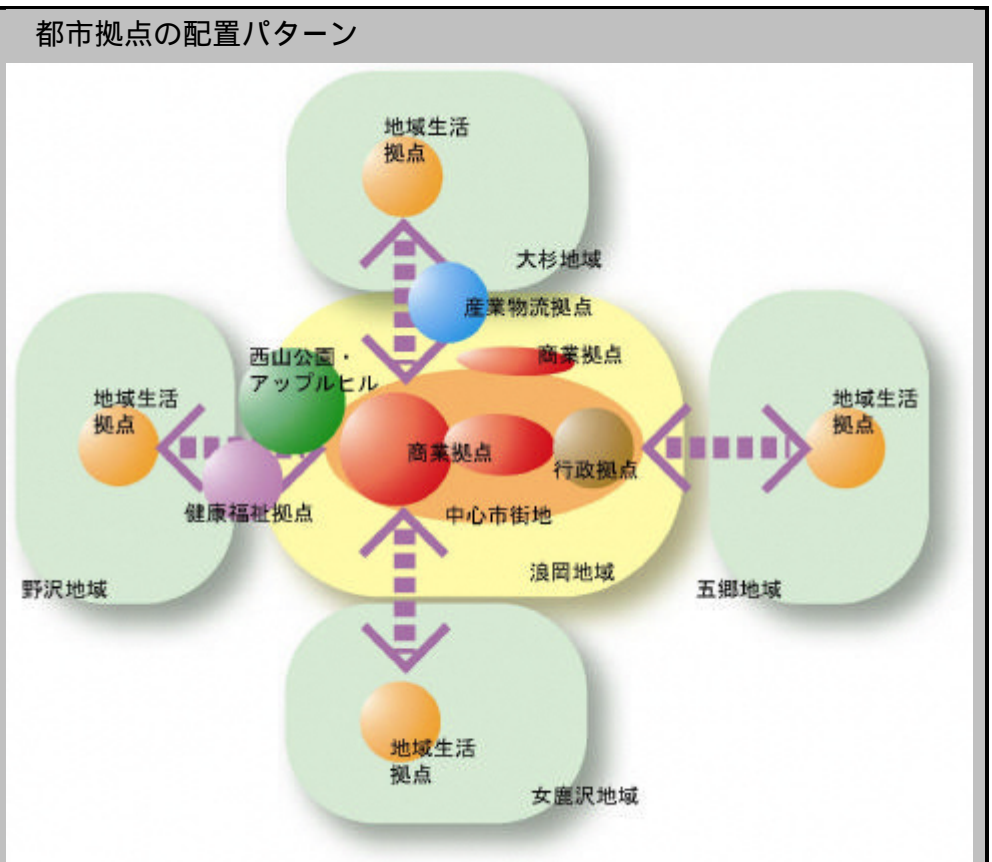 都市拠点の配置パターン
地域生活
拠点
大杉地域
産業物流拠点
商業拠点
西山公園・
アップルヒル
地域生活
拠点
地域生活
拠点
商業拠点
行政拠点
健康福祉拠点
中心市街地
浪岡地域
野沢地域
五郷地域
地域生活
拠点
女鹿沢地域